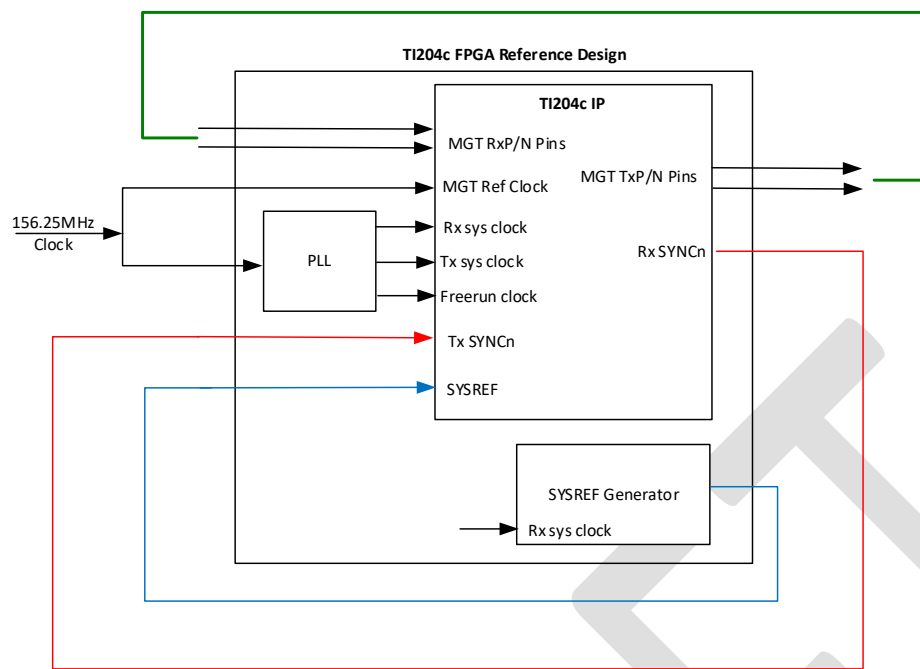 TI204c FPGA Reference Design
TI204c IP
MGT RxP/N Pins
MGT TxP/N Pins
MGT Ref Clock
156.25MHz
Clock
PLL
Rx sys clock
Tx sys clock
Freerun clock
Rx SYNCn
Tx SYNCn
SYSREF
SYSREF Generator
Rx sys clock